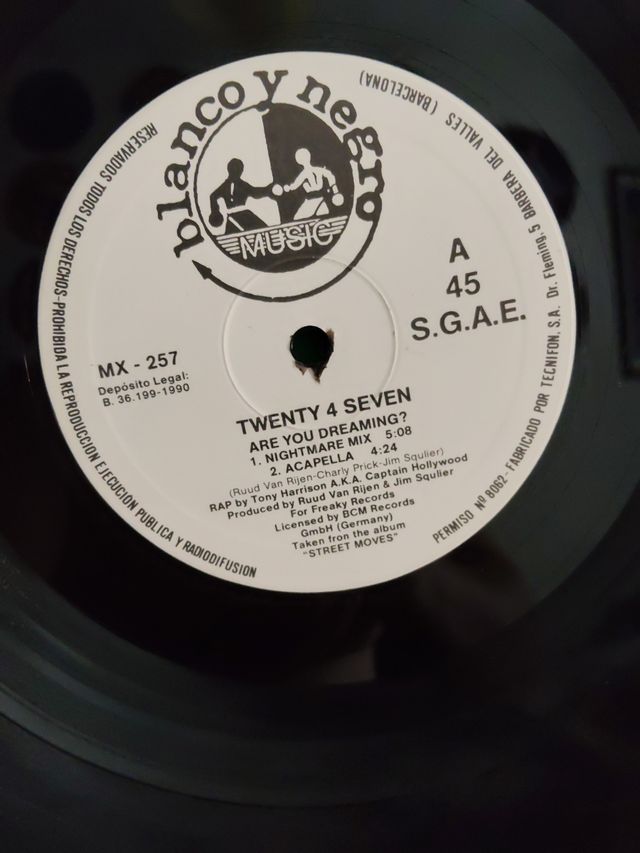 blanco y negro
MUSIC
A
45
S.G.A.E.
MX - 257
Depósito Legal:
B. 36.199-1990
TWENTY 4 SEVEN
ARE YOU DREAMING?
1. NIGHTMARE MIX 5:08
2. ACAPELLA 4:24
(Ruud Van Rijen-Charly Prick-Jim Squlier)
RAP by Tony Harrison A.K.A. Captain Hollywood
Produced by Ruud Van Rijen & Jim Squlier
For Freaky Records
Licensed by BCM Records
GmbH (Germany)
Taken fron the album
"STREET MOVES"
RESERVADOS TODOS LOS DERECHOS-PROHIBIDA LA REPRODUCCION EJECUCION PUBLICA Y RADIODIFUSION
PERMISO Nº 8062 - FABRICADO POR TECNIFON, S.A. Dr. Fleming, 5 BARBERA DEL VALLES (BARCELONA)